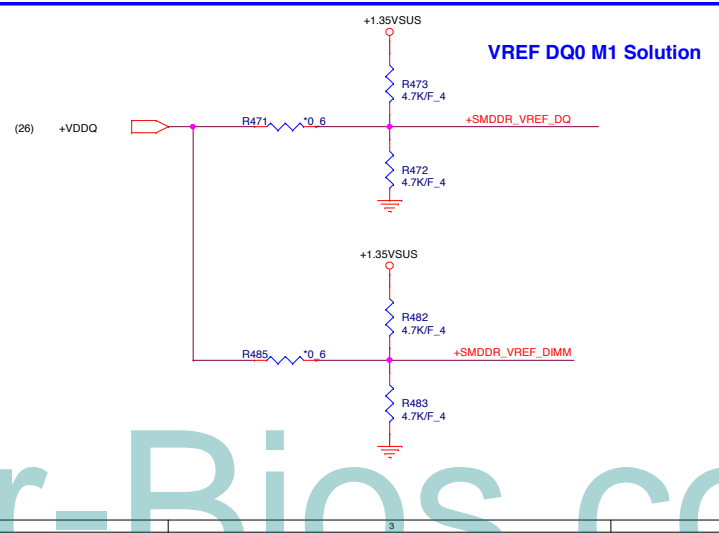 +1.35VSUS
VREF DQ0 M1 Solution
R473
4.7K/F_4
(26) +VDDQ
R471 *0_6
+SMDDR_VREF_DQ
R472
4.7K/F_4
+1.35VSUS
R482
4.7K/F_4
R485 *0_6
+SMDDR_VREF_DIMM
R483
4.7K/F_4
r-Bios.co
3